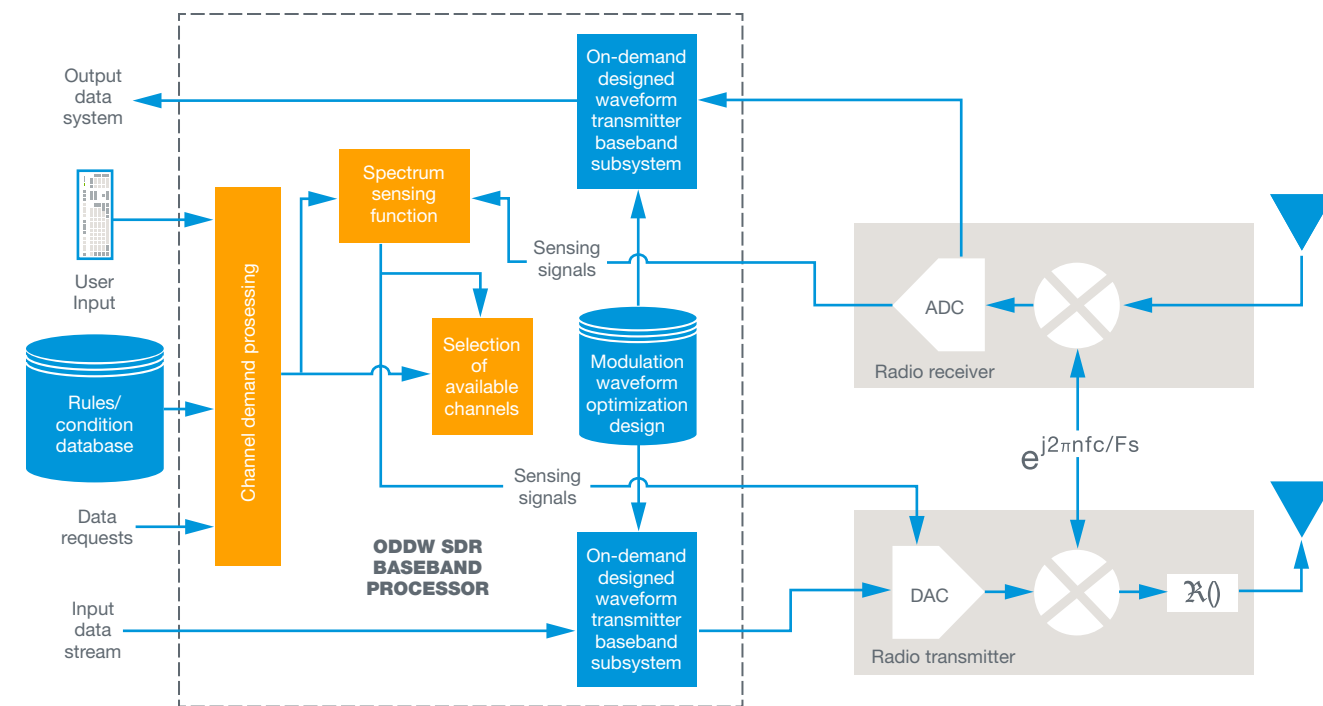 Output
data
system
User
Input
Rules/
condition
database
Data
requests
Input
data
stream
Channel demand prosessing
Spectrum
sensing
function
Selection
of
available
channels
Sensing
signals
Sensing
signals
ODDW SDR
BASEBAND
PROCESSOR
On-demand
designed
waveform
transmitter
baseband
subsystem
Modulation
waveform
optimization
design
On-demand
designed
waveform
transmitter
baseband
subsystem
ADC
Radio receiver
e^j2πnfc/Fs
DAC
ℜ()
Radio transmitter